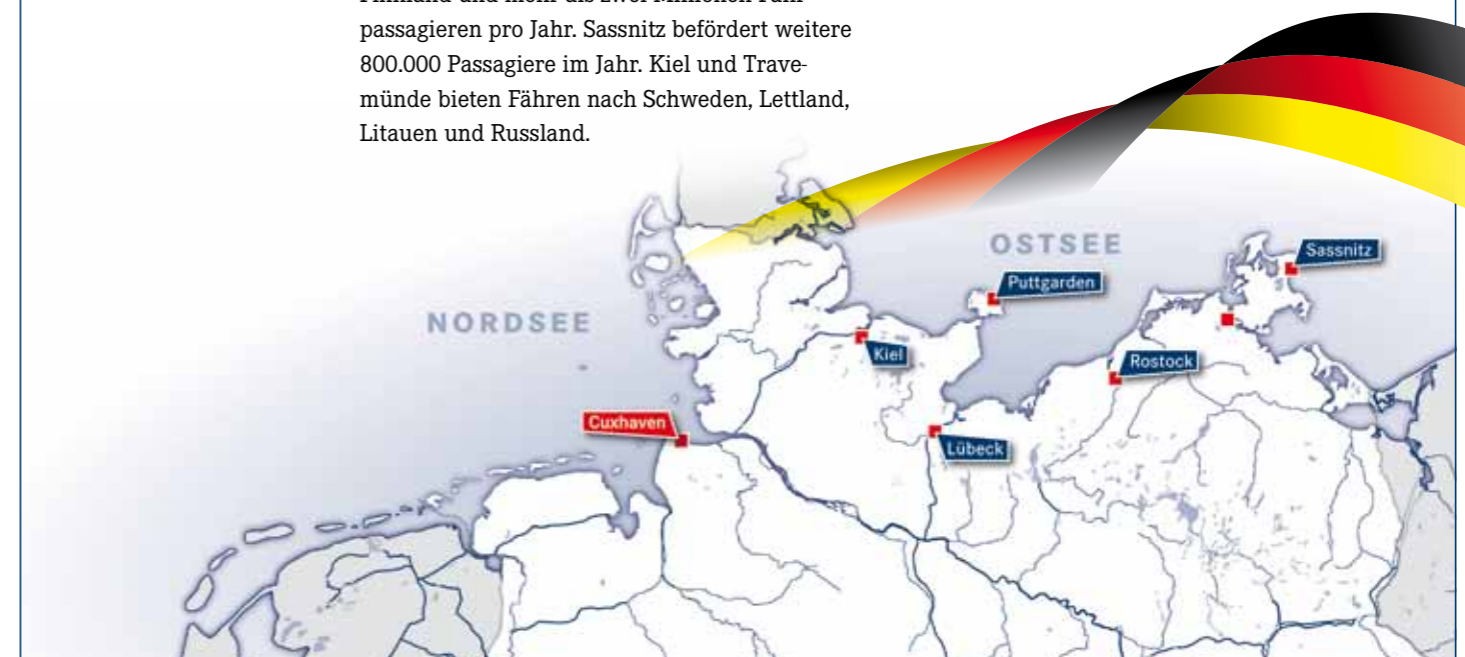 passagieren pro Jahr. Sassnitz befördert weitere
800.000 Passagiere im Jahr. Kiel und Trave-
münde bieten Fähren nach Schweden, Lettland,
Litauen und Russland.
OSTSEE
Sassnitz
Puttgarden
NORDSEE
Kiel
Rostock
Cuxhaven
Lübeck